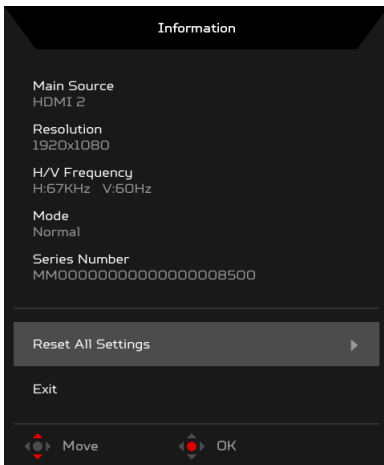 Information
Main Source
HDMI 2
Resolution
1920x1080
H/V Frequency
H:67KHz V:60Hz
Mode
Normal
Series Number
MM00000000000000008500
Reset All Settings
Exit
Move OK